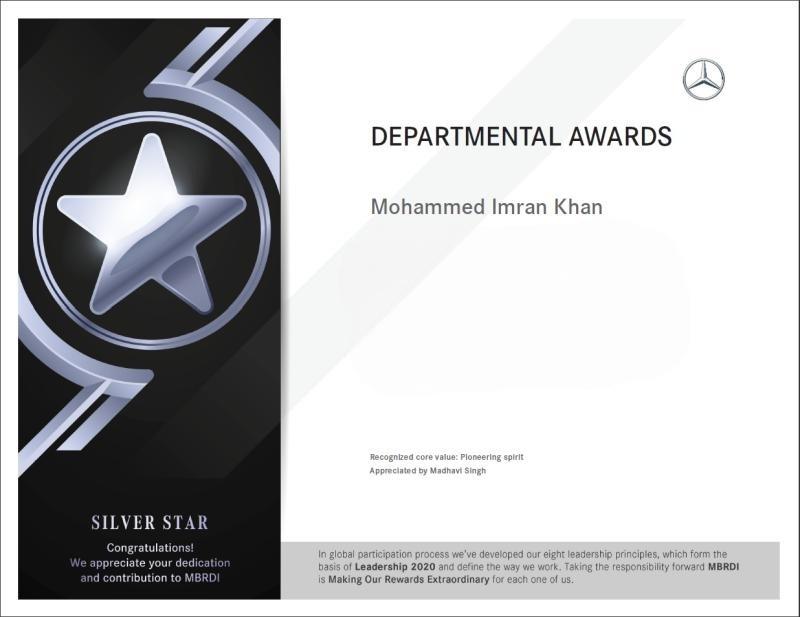 DEPARTMENTAL AWARDS
Mohammed Imran Khan
Recognized core value: Pioneering spirit
Appreciated by Madhavi Singh
SILVER STAR
Congratulations!
We appreciate your dedication
and contribution to MBRDI
In global participation process we've developed our eight leadership principles, which form the
basis of Leadership 2020 and define the way we work. Taking the responsibility forward MBRDI
is Making Our Rewards Extraordinary for each one of us.